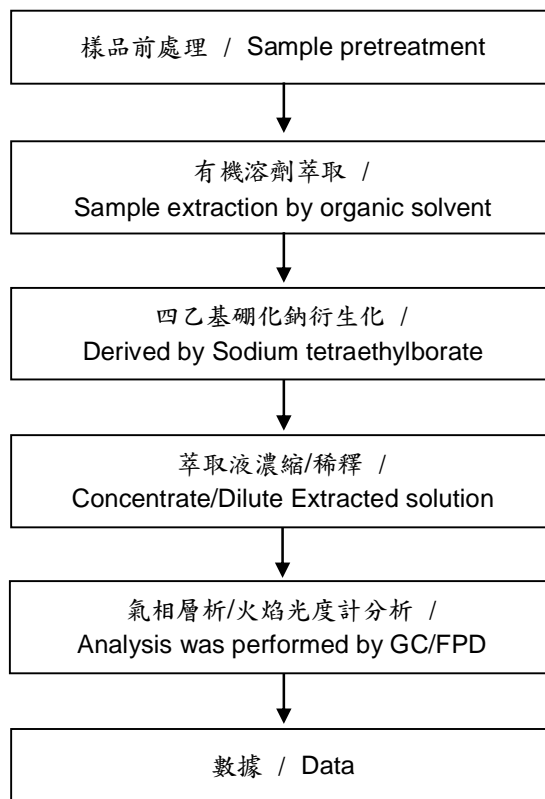 樣品前處理 / Sample pretreatment
有機溶劑萃取 /
Sample extraction by organic solvent
四乙基硼化鈉衍生化 /
Derived by Sodium tetraethylborate
萃取液濃縮/稀釋 /
Concentrate/Dilute Extracted solution
氣相層析/火焰光度計分析 /
Analysis was performed by GC/FPD
數據 / Data